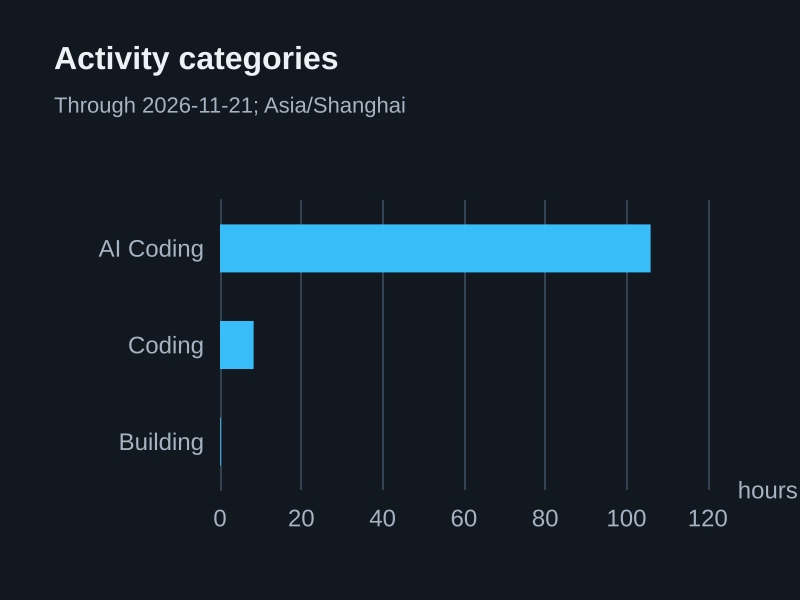 Activity categories
Through 2026-11-21; Asia/Shanghai
AI Coding
Coding
Building
hours
0 20 40 60 80 100 120